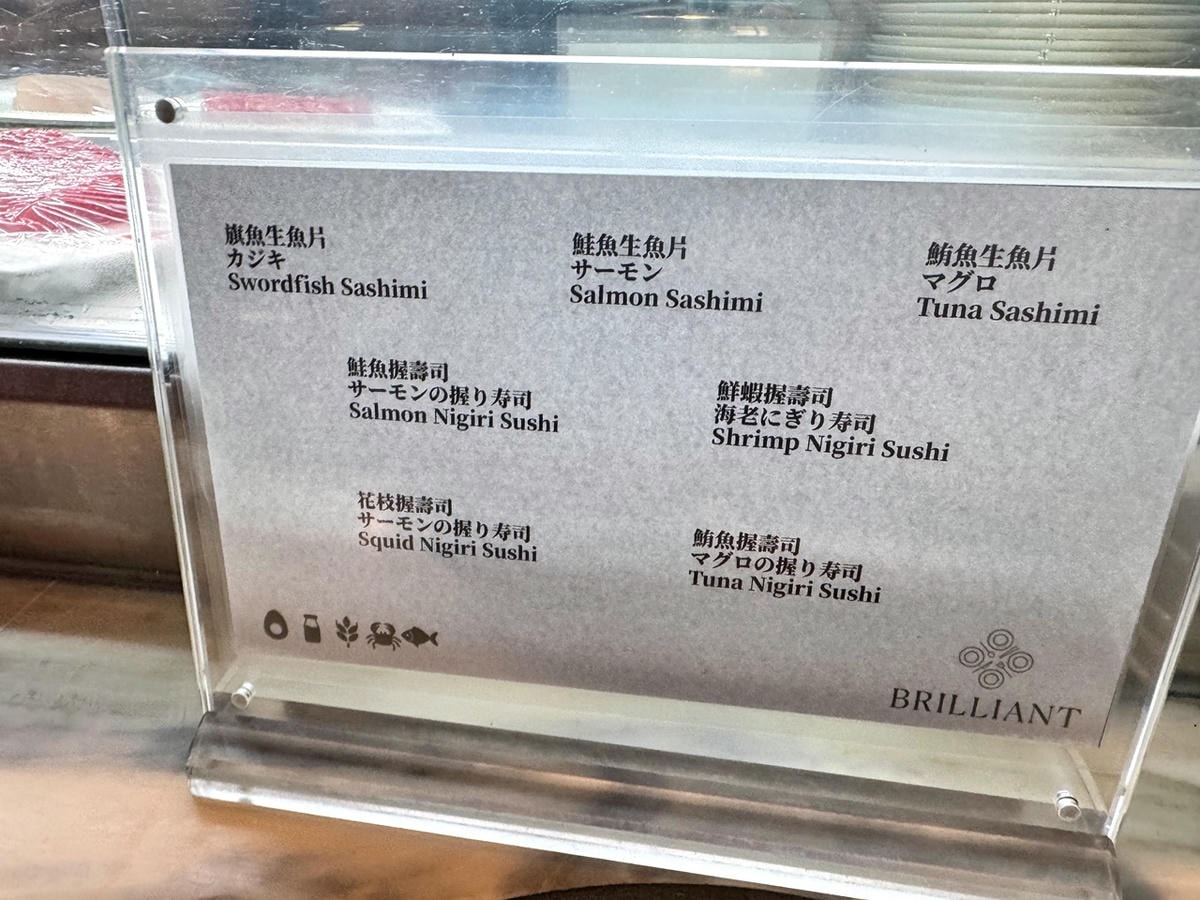 旗魚生魚片
カジキ
Swordfish Sashimi
鮭魚生魚片
サーモン
Salmon Sashimi
鮪魚生魚片
マグロ
Tuna Sashimi
鮭魚握壽司
サーモンの握り寿司
Salmon Nigiri Sushi
鮮蝦握壽司
海老にぎり寿司
Shrimp Nigiri Sushi
花枝握壽司
サーモンの握り寿司
Squid Nigiri Sushi
鮪魚握壽司
マグロの握り寿司
Tuna Nigiri Sushi
BRILLIANT